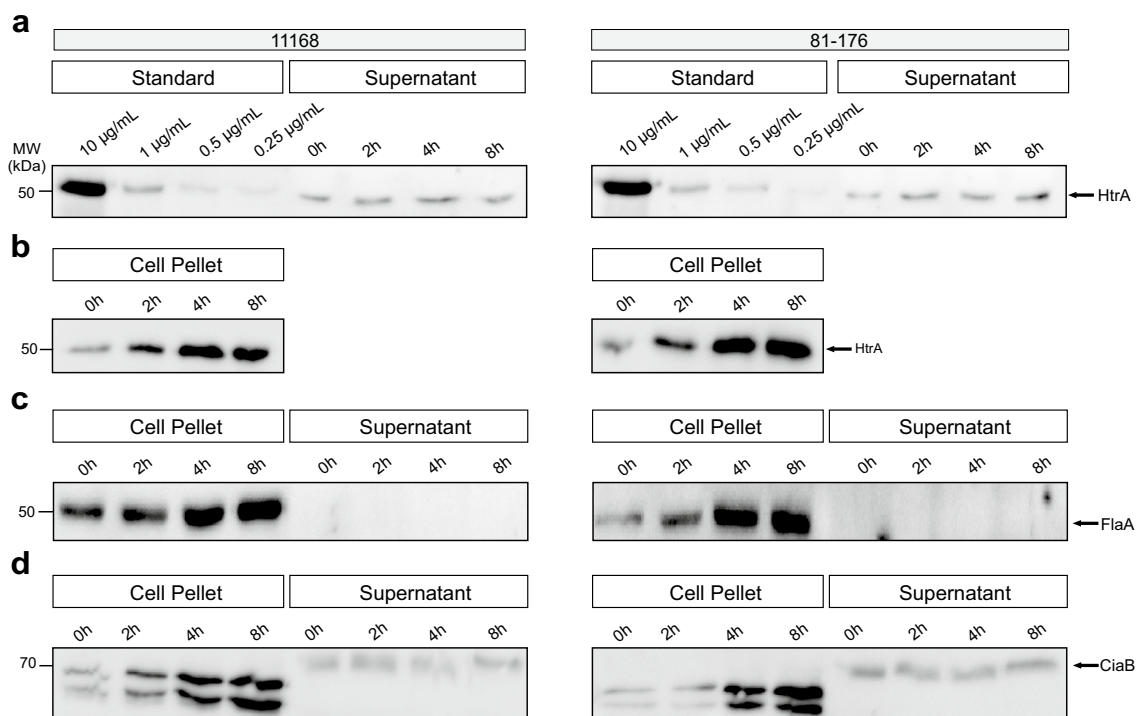 a
11168
81-176
Standard
Supernatant
Standard
Supernatant
10 µg/mL
1 µg/mL
0.5 µg/mL
0.25 µg/mL
0h
2h
4h
8h
10 µg/mL
1 µg/mL
0.5 µg/mL
0.25 µg/mL
0h
2h
4h
8h
MW
(kDa)
50
HtrA
b
Cell Pellet
Cell Pellet
0h
2h
4h
8h
0h
2h
4h
8h
50
HtrA
c
Cell Pellet
Supernatant
Cell Pellet
Supernatant
0h
2h
4h
8h
0h
2h
4h
8h
0h
2h
4h
8h
0h
2h
4h
8h
50
FlaA
d
Cell Pellet
Supernatant
Cell Pellet
Supernatant
0h
2h
4h
8h
0h
2h
4h
8h
0h
2h
4h
8h
0h
2h
4h
8h
70
CiaB